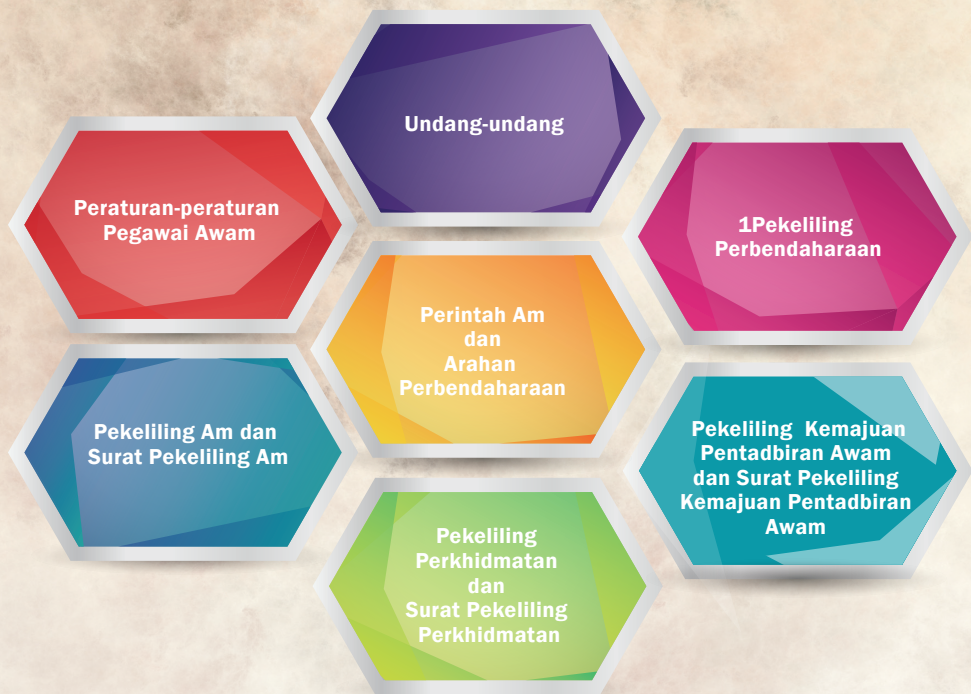 Undang-undang
Peraturan-peraturan
Pegawai Awam
1Pekeliling
Perbendaharaan
Perintah Am
dan
Arahan
Perbendaharaan
Pekeliling Am dan
Surat Pekeliling Am
Pekeliling Kemajuan
Pentadbiran Awam
dan Surat Pekeliling
Kemajuan Pentadbiran
Awam
Pekeliling
Perkhidmatan
dan
Surat Pekeliling
Perkhidmatan